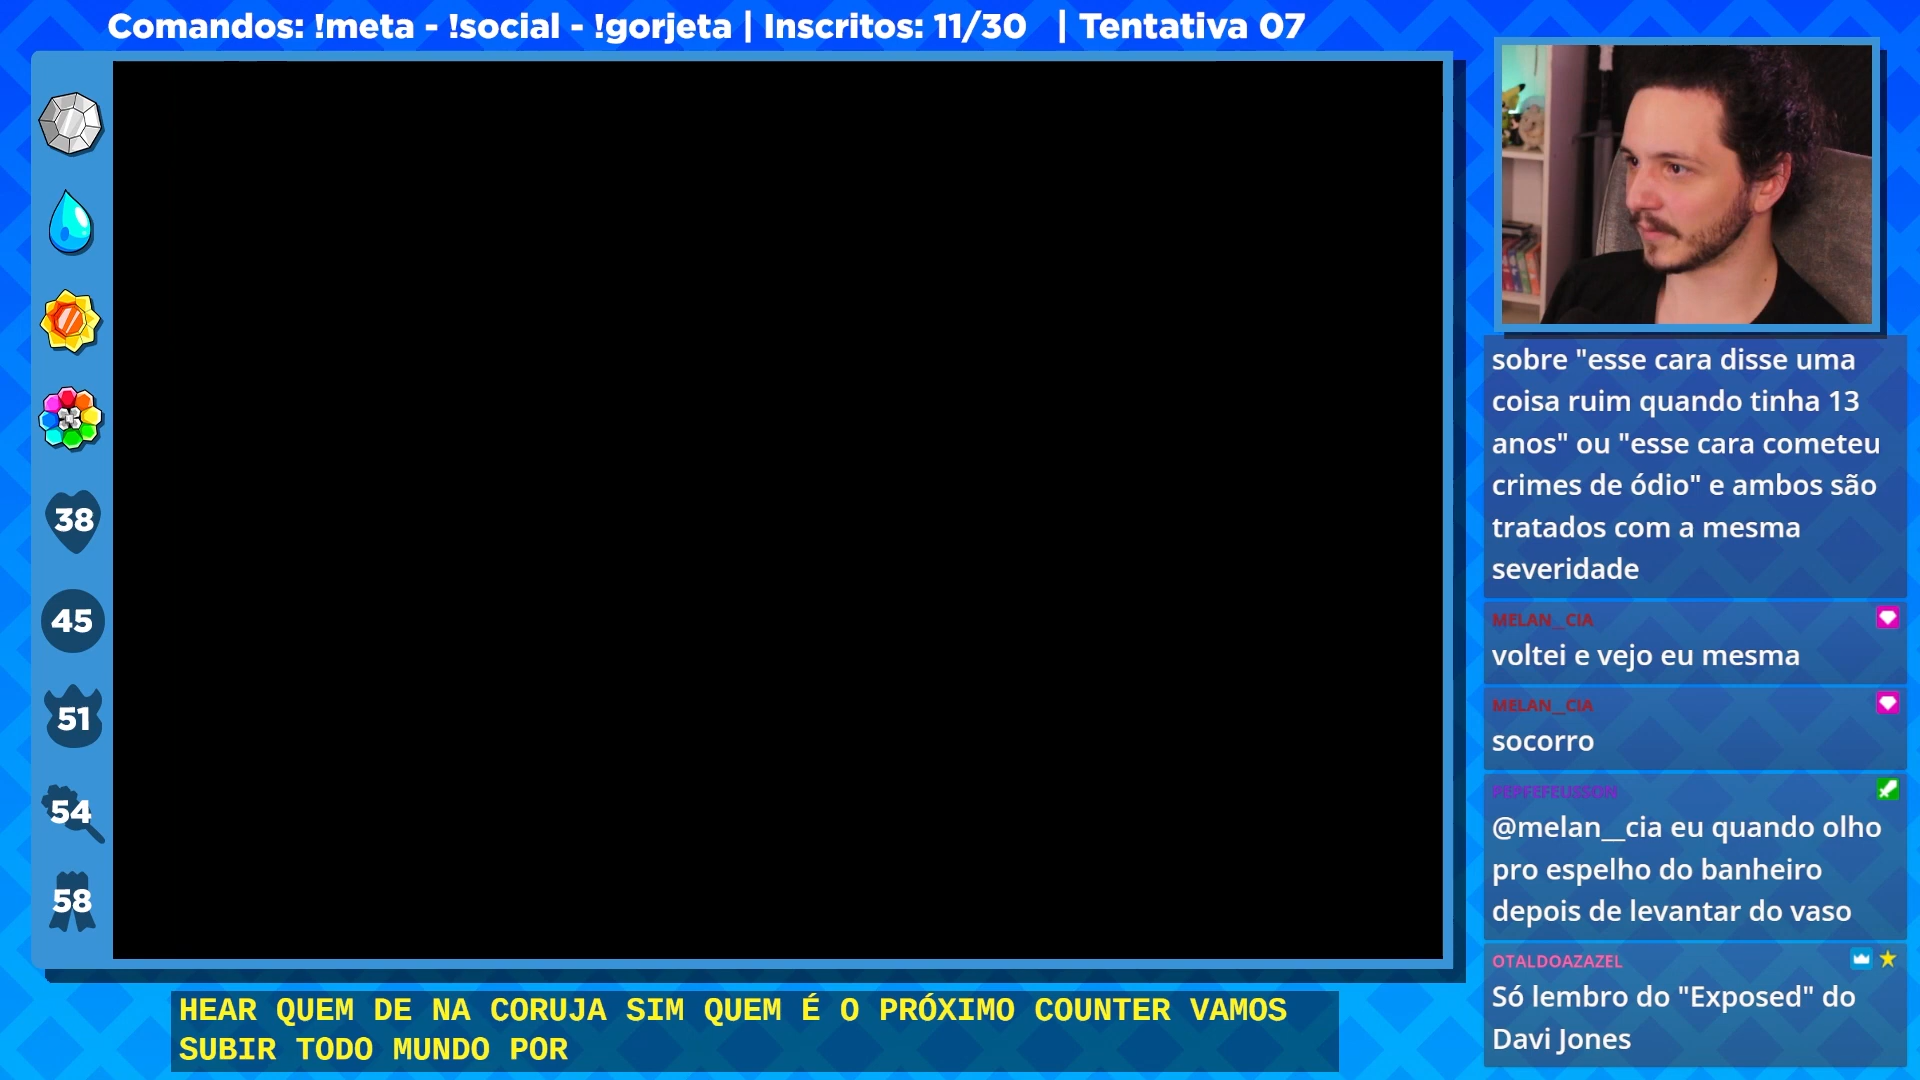 Comandos: !meta - !social - !gorjeta | Inscritos: 11/30 | Tentativa 07
38
45
51
54
58
sobre "esse cara disse uma
coisa ruim quando tinha 13
anos" ou "esse cara cometeu
crimes de ódio" e ambos são
tratados com a mesma
severidade
MELAN__CIA
voltei e vejo eu mesma
MELAN__CIA
socorro
PEPFEFEUSSON
@melan__cia eu quando olho
pro espelho do banheiro
depois de levantar do vaso
OTALDOAZAZEL
Só lembro do "Exposed" do
Davi Jones
HEAR QUEM DE NA CORUJA SIM QUEM É O PRÓXIMO COUNTER VAMOS
SUBIR TODO MUNDO POR